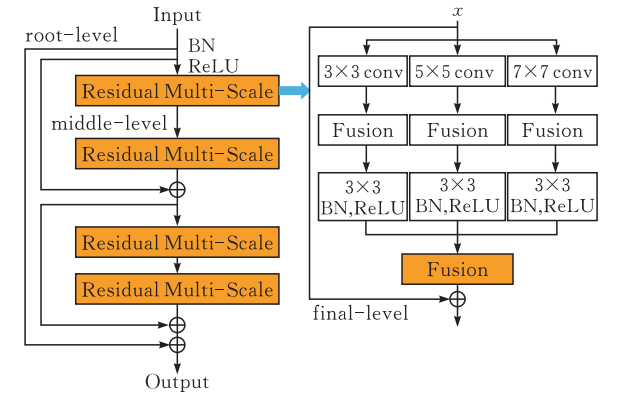 Input
root-level
BN
ReLU
Residual Multi-Scale
middle-level
Residual Multi-Scale
Residual Multi-Scale
Residual Multi-Scale
Output
x
3×3 conv
5×5 conv
7×7 conv
Fusion
Fusion
Fusion
3×3
BN,ReLU
3×3
BN,ReLU
3×3
BN,ReLU
Fusion
final-level